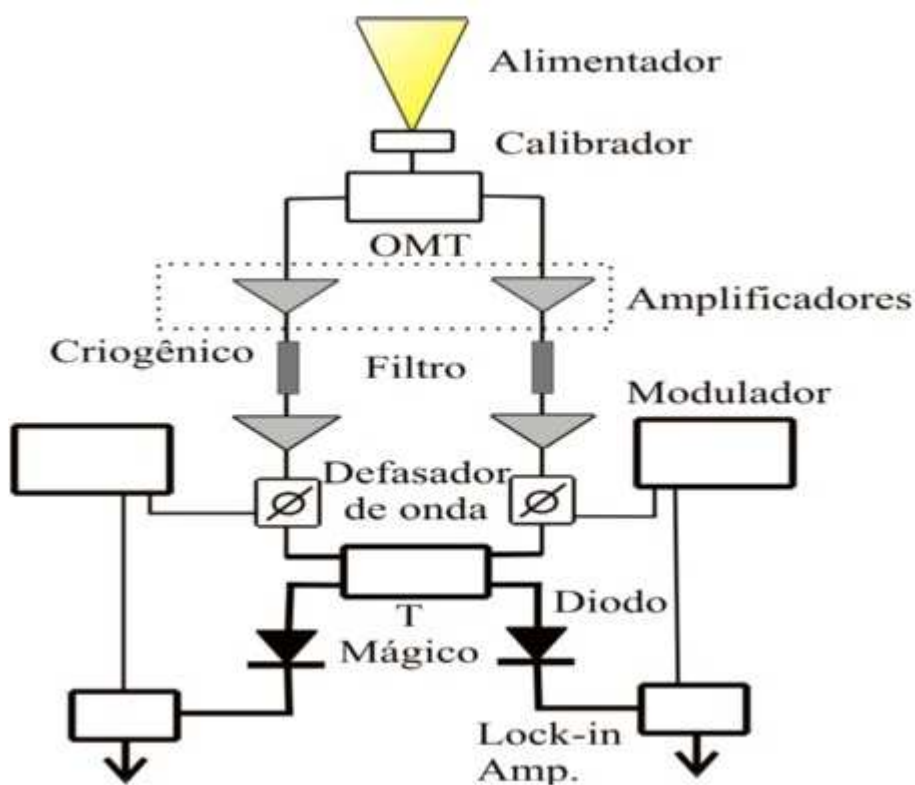 Alimentador
Calibrador
OMT
Amplificadores
Criogênico
Filtro
Modulador
Defasador
de onda
T
Mágico
Diodo
Lock-in
Amp.